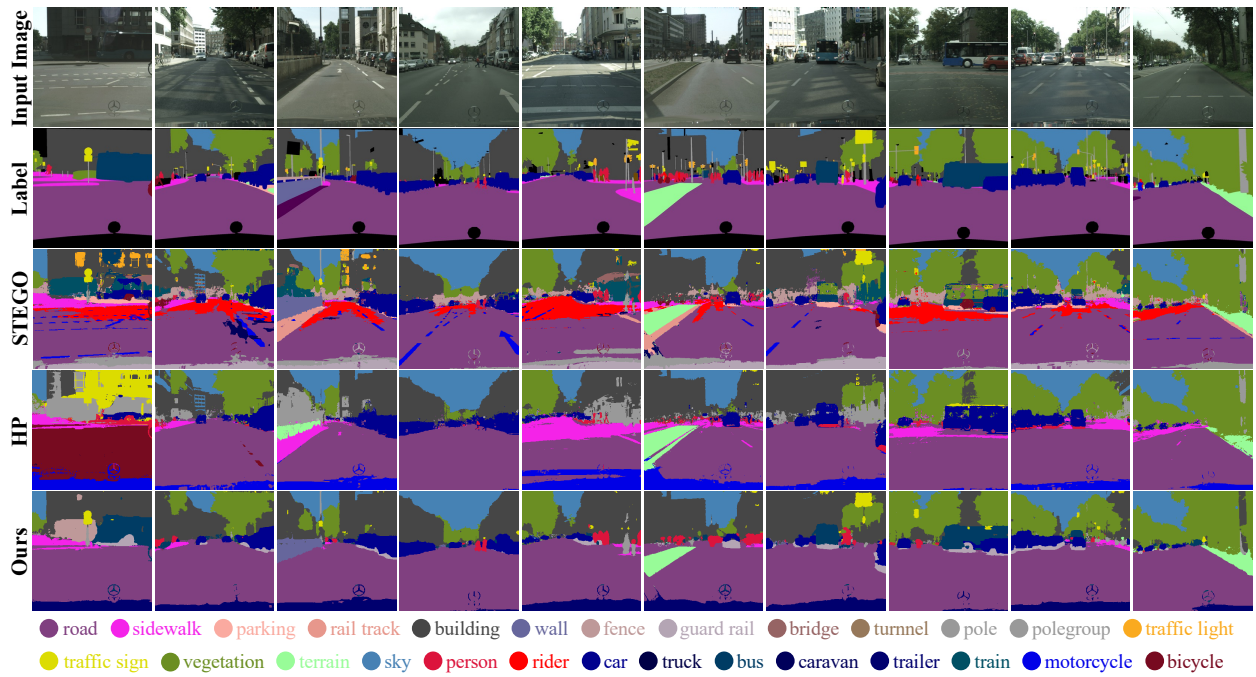 Input Image
Label
STEGO
HP
Ours
road sidewalk parking rail track building wall fence guard rail bridge turnnel pole polegroup traffic light
traffic sign vegetation terrain sky person rider car truck bus caravan trailer train motorcycle bicycle